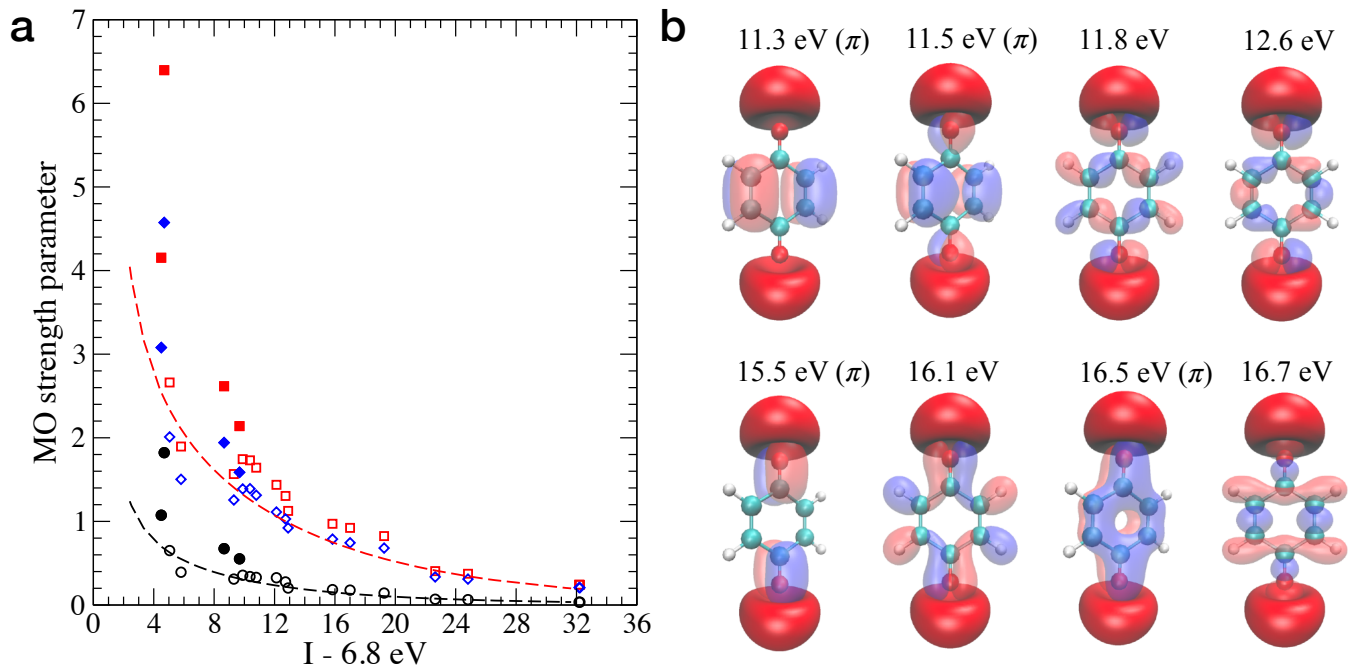 a
7
6
5
4
3
2
1
0
MO strength parameter
0 4 8 12 16 20 24 28 32 36
I - 6.8 eV
b
11.3 eV (π) 11.5 eV (π) 11.8 eV 12.6 eV
15.5 eV (π) 16.1 eV 16.5 eV (π) 16.7 eV